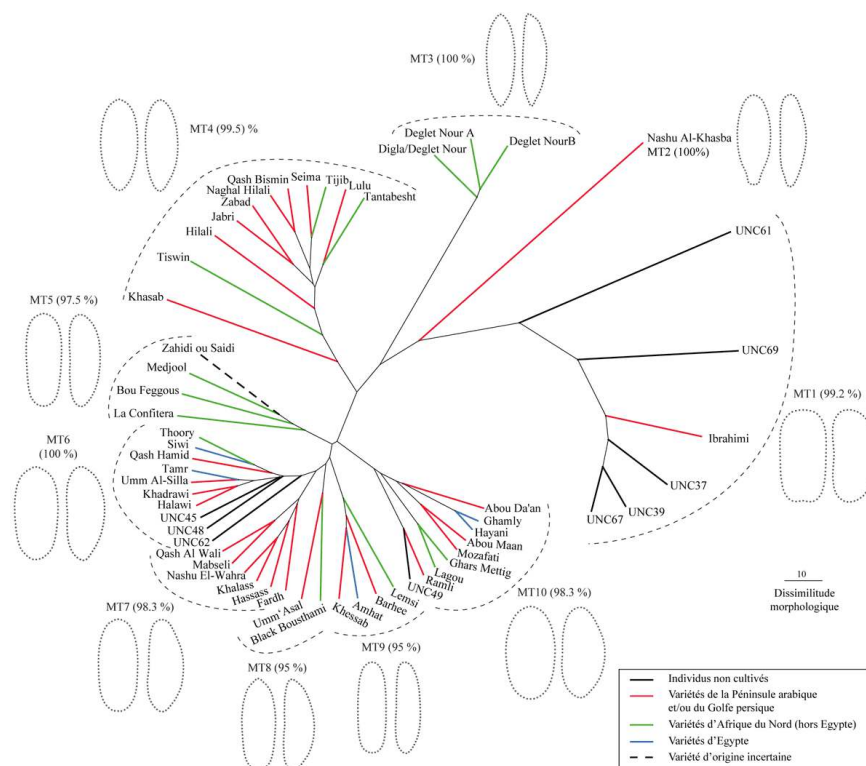 MT3 (100 %)
MT4 (99.5) %
Deglet Nour A
Digla/Deglet Nour
Deglet NourB
Nashu Al-Khasba
MT2 (100%)
Qash Bismin
Seima
Tijib
Lulu
Naghal Hilali
Tantabesht
Zabad
Jabri
Hilali
Tiswin
Khasab
UNC61
UNC69
Ibrahimi
UNC37
UNC39
UNC67
MT1 (99.2 %)
MT5 (97.5 %)
Zahidi ou Saidi
Medjool
Bou Feggous
La Confitera
MT6
(100 %)
Thoory
Siwi
Qash Hamid
Tamr
Umm Al-Silla
Khadrawi
Halawi
UNC45
UNC48
UNC62
Qash Al Wali
Mabseli
Nashu El-Wahra
Khalass
Hassass
Fardh
Umm'Asal
Black Bousthami
Khessab
Amhat
Barhee
Lemsi
UNC49
Ramli
Lagou
Ghars Mettig
Mozafati
Abou Maan
Hayani
Ghamly
Abou Da'an
MT7 (98.3 %)
MT8 (95 %)
MT9 (95 %)
MT10 (98.3 %)
10
Dissimilitude
morphologique
Individus non cultivés
Variétés de la Péninsule arabique
et/ou du Golfe persique
Variétés d'Afrique du Nord (hors Egypte)
Variétés d'Egypte
Variété d'origine incertaine